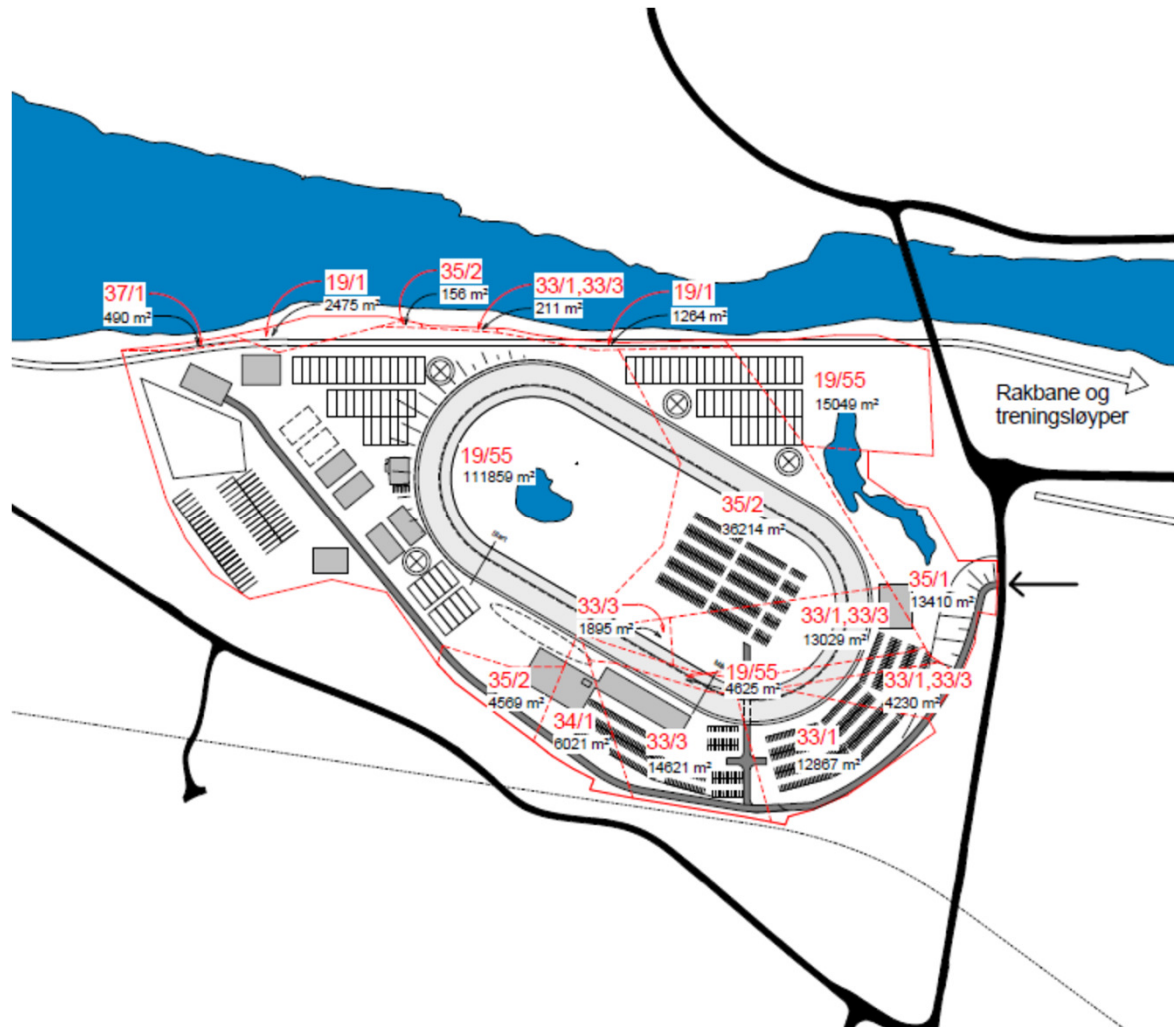 35/2
156 m²
33/1,33/3
211 m²
19/1
2475 m²
19/1
1264 m²
37/1
490 m²
Rakbane og
treningsløyper
19/55
15049 m²
19/55
111859 m²
35/2
36214 m²
Start
35/1
13410 m²
33/3
1895 m²
33/1,33/3
13029 m²
19/55
4625 m²
33/1,33/3
4230 m²
35/2
4569 m²
34/1
6021 m²
33/3
14621 m²
33/1
12867 m²